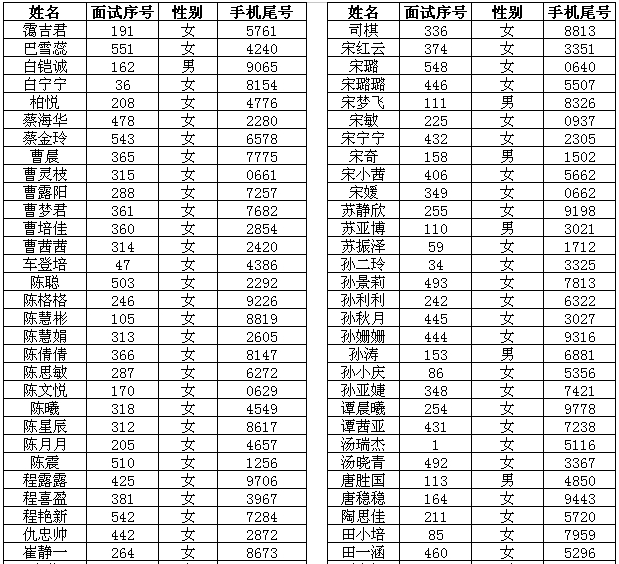 姓名 面试序号 性别 手机尾号
霭吉君 191 女 5761
巴雪蕊 551 女 4240
白铠诚 162 男 9065
白宁宁 36 女 8154
柏悦 208 女 4776
蔡海华 478 女 2280
蔡金玲 543 女 6578
曹晨 365 女 7775
曹灵枝 315 女 0661
曹露阳 288 女 7257
曹梦君 361 女 7682
曹培佳 360 女 2854
曹茜茜 314 女 2420
车登培 47 女 4386
陈聪 503 女 2292
陈格格 246 女 9226
陈慧彬 105 女 8819
陈慧娟 313 女 2605
陈倩倩 366 女 8147
陈思敏 287 女 6272
陈文悦 170 女 0629
陈曦 318 女 4549
陈星辰 312 女 8617
陈月月 205 女 4657
陈震 510 女 1256
程露露 425 女 9706
程喜盈 381 女 3967
程艳新 542 女 7284
仇忠帅 442 女 2872
崔静一 264 女 8673
姓名 面试序号 性别 手机尾号
司棋 336 女 8813
宋红云 374 女 3351
宋璐 548 女 0640
宋璐璐 446 女 5507
宋梦飞 111 男 8326
宋敏 225 女 0937
宋宁宁 432 女 2305
宋奇 158 男 1502
宋小茜 406 女 5662
宋媛 349 女 0662
苏静欣 255 女 9198
苏亚博 110 男 3021
苏振泽 59 女 1712
孙二玲 34 女 3325
孙景莉 493 女 7813
孙利利 242 女 6322
孙秋月 445 女 3027
孙姗姗 444 女 9316
孙涛 153 男 6881
孙小庆 86 女 5356
孙亚婕 348 女 7421
谭晨曦 254 女 9778
谭茜亚 431 女 7238
汤瑞杰 1 女 5116
汤晓青 492 女 3367
唐胜国 113 男 4850
唐稳稳 164 女 9443
陶思佳 211 女 5720
田小培 85 女 7959
田一涵 460 女 5296